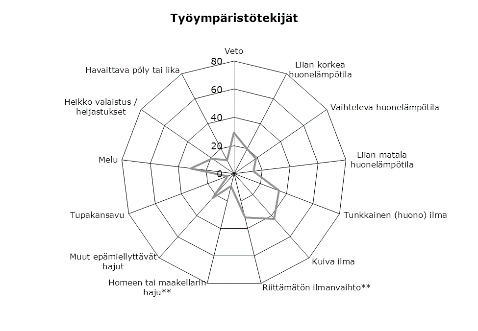 Työympäristötekijät
Veto
Liian korkea
huonelämpötila
Vaihteleva huonelämpötila
Liian matala
huonelämpötila
Tunkkainen (huono) ilma
Kuiva ilma
Riittämätön ilmanvaihto**
Homeen tai maakellarin
haju**
Muut epämiellyttävät
hajut
Tupakansavu
Melu
Heikko valaistus /
heijastukset
Havaittava pöly tai lika
80
60
40
20
0